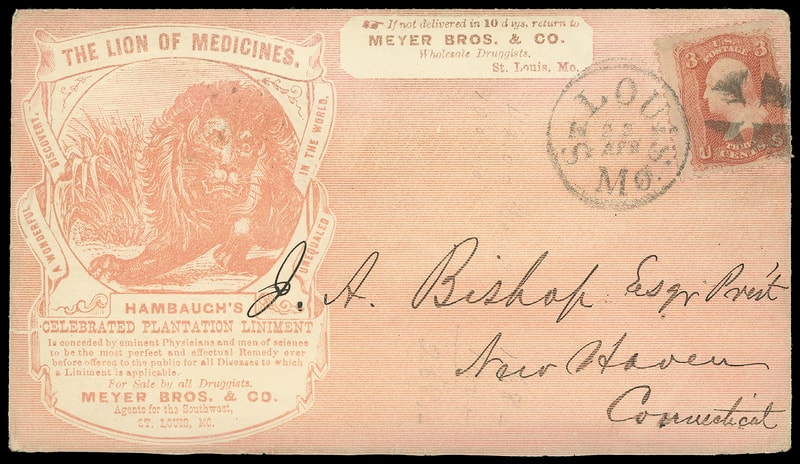 THE LION OF MEDICINES.
A WONDERFUL DISCOVERY,
UNEQUALED IN THE WORLD.
HAMBAUGH'S
CELEBRATED PLANTATION LINIMENT
Is conceded by eminent Physicians and men of science
to be the most perfect and effectual Remedy ever
before offered to the public for all Diseases to which
a Liniment is applicable.
For Sale by all Druggists.
MEYER BROS. & CO.
Agents for the Southwest,
ST. LOUIS, MO.
If not delivered in 10 days, return to
MEYER BROS. & CO.
Wholesale Druggists.
St. Louis, Mo.
ST. LOUIS
APR
MO.
U.S.
POSTAGE
3 3
U. CENTS S.
J. A. Bishop Esqr Prest
New Haven
Connecticut